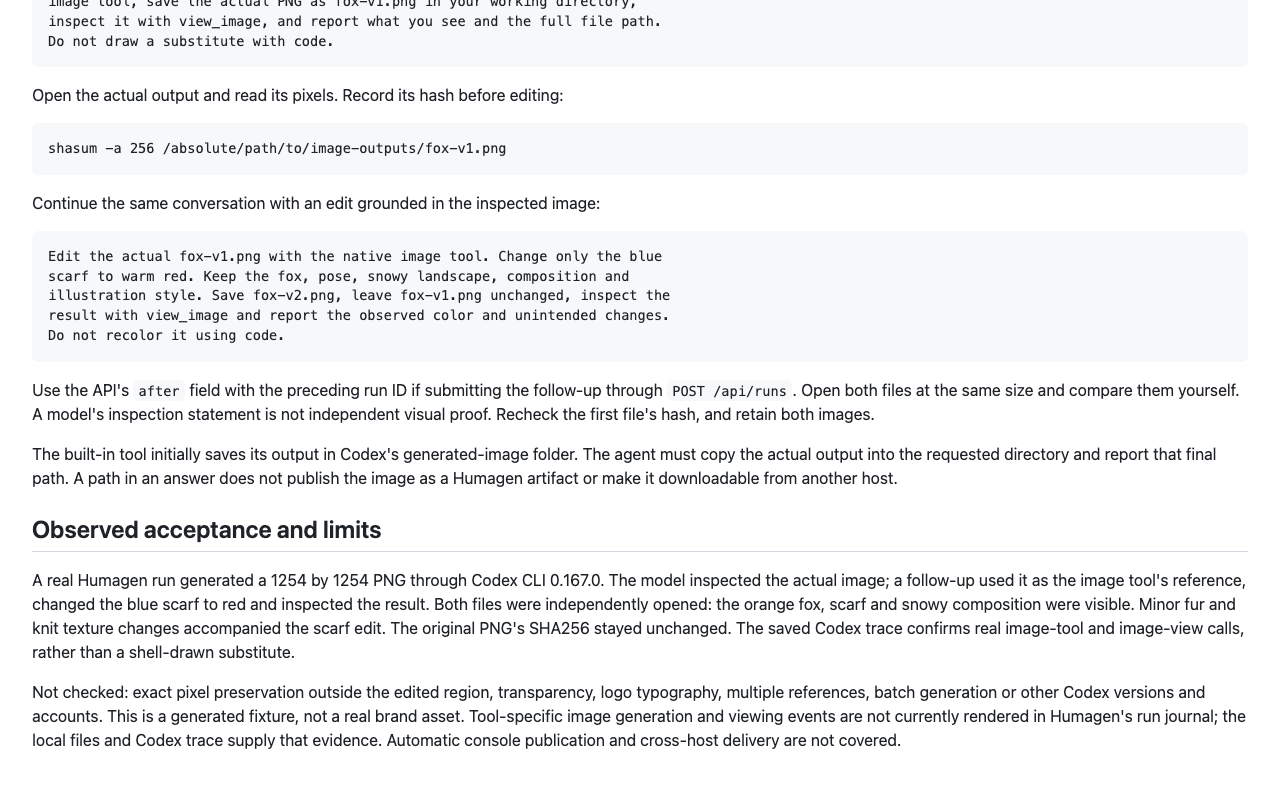 image tool, save the actual PNG as fox-v1.png in your working directory,
inspect it with view_image, and report what you see and the full file path.
Do not draw a substitute with code.
Open the actual output and read its pixels. Record its hash before editing:
shasum -a 256 /absolute/path/to/image-outputs/fox-v1.png
Continue the same conversation with an edit grounded in the inspected image:
Edit the actual fox-v1.png with the native image tool. Change only the blue
scarf to warm red. Keep the fox, pose, snowy landscape, composition and
illustration style. Save fox-v2.png, leave fox-v1.png unchanged, inspect the
result with view_image and report the observed color and unintended changes.
Do not recolor it using code.
Use the API's after field with the preceding run ID if submitting the follow-up through POST /api/runs. Open both files at the same size and compare them yourself.
A model's inspection statement is not independent visual proof. Recheck the first file's hash, and retain both images.
The built-in tool initially saves its output in Codex's generated-image folder. The agent must copy the actual output into the requested directory and report that final
path. A path in an answer does not publish the image as a Humagen artifact or make it downloadable from another host.
Observed acceptance and limits
A real Humagen run generated a 1254 by 1254 PNG through Codex CLI 0.167.0. The model inspected the actual image; a follow-up used it as the image tool's reference,
changed the blue scarf to red and inspected the result. Both files were independently opened: the orange fox, scarf and snowy composition were visible. Minor fur and
knit texture changes accompanied the scarf edit. The original PNG's SHA256 stayed unchanged. The saved Codex trace confirms real image-tool and image-view calls,
rather than a shell-drawn substitute.
Not checked: exact pixel preservation outside the edited region, transparency, logo typography, multiple references, batch generation or other Codex versions and
accounts. This is a generated fixture, not a real brand asset. Tool-specific image generation and viewing events are not currently rendered in Humagen's run journal; the
local files and Codex trace supply that evidence. Automatic console publication and cross-host delivery are not covered.